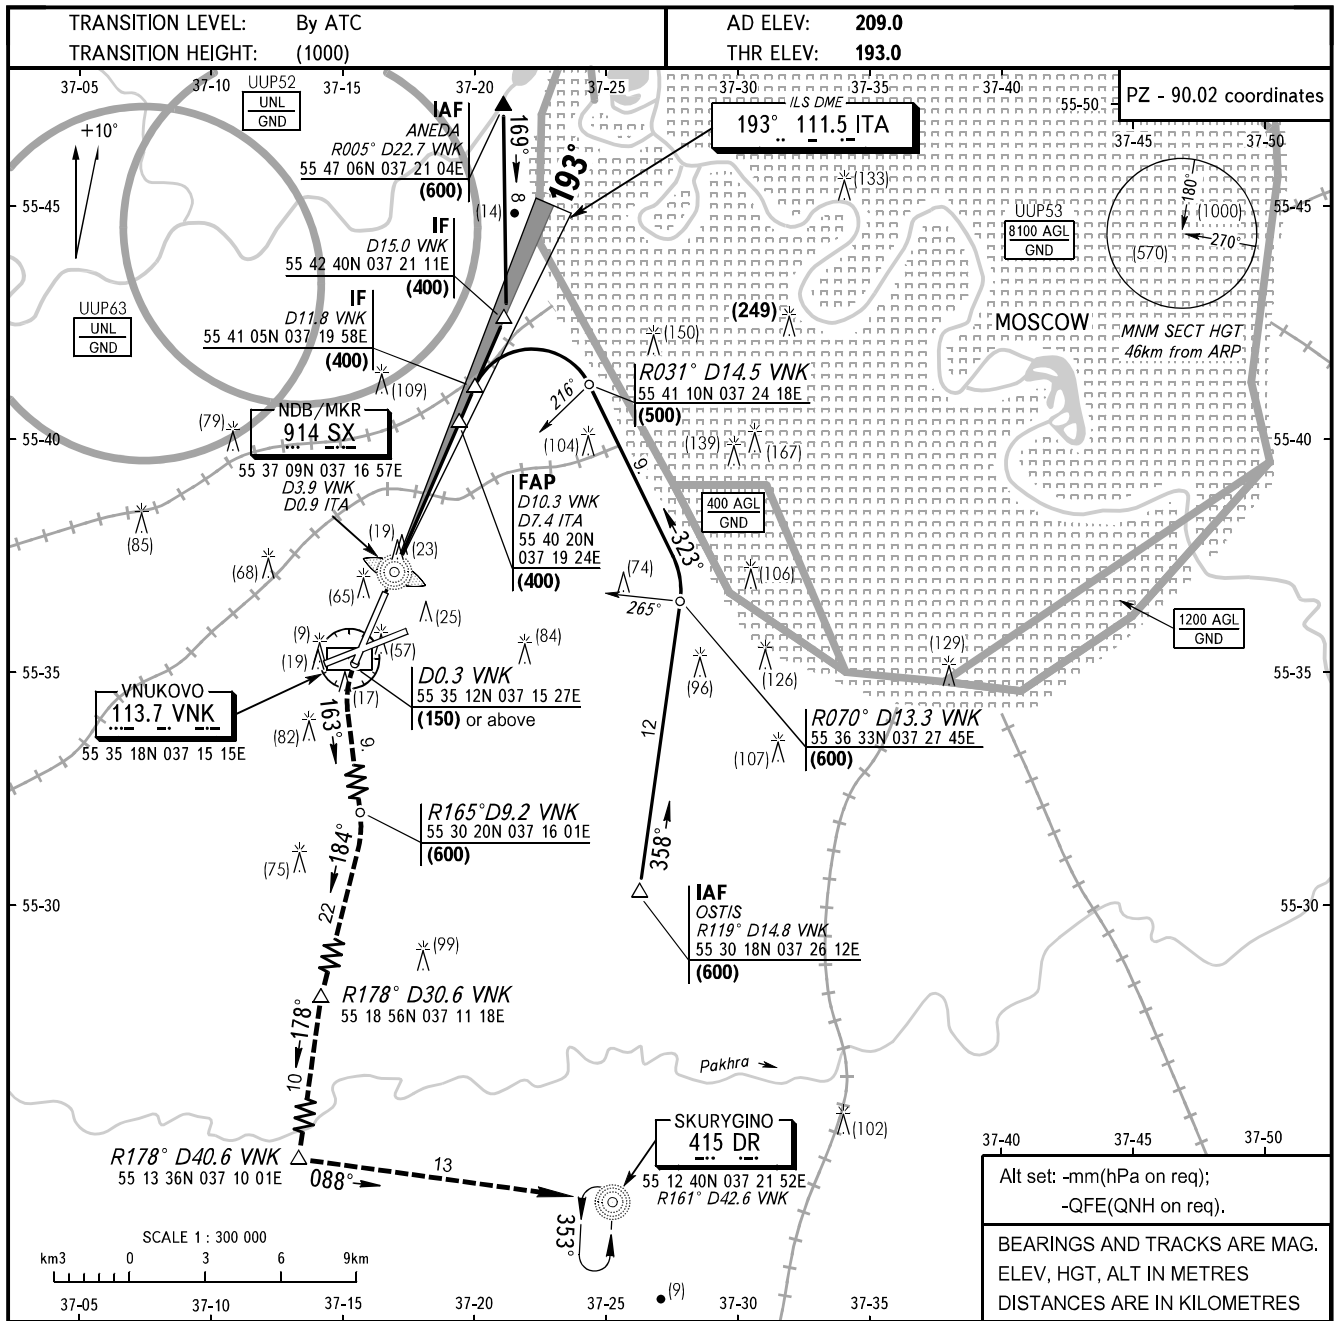 TRANSITION LEVEL: By ATC
TRANSITION HEIGHT: (1000)
AD ELEV: 209.0
THR ELEV: 193.0
37-05
37-10
37-15
37-21
37-25
37-30
37-35
37-40
55-50
PZ - 90.02 coordinates
37-45
37-50
UUP52
UNL
GND
+10°
IAF
ANEDA
R005° D22.7 VNK
55 47 06N 037 21 04E
(600)
169°
8
(14)
193°
ILS DME
193° 111.5 ITA
(133)
UUP53
8100 AGL
GND
180°
(1000)
270°
(570)
MNM SECT HGT
46km from ARP
55-45
55-45
IF
D15.0 VNK
55 42 40N 037 21 11E
(400)
IF
D11.8 VNK
55 41 05N 037 19 58E
(400)
UUP63
UNL
GND
(249)
MOSCOW
(150)
(109)
R031° D14.5 VNK
55 41 10N 037 24 18E
(500)
216°
NDB/MKR
914 SX
55 37 09N 037 16 57E
D3.9 VNK
D0.9 ITA
(79)
55-40
55-40
(104)
(139)
(167)
9.
FAP
D10.3 VNK
D7.4 ITA
55 40 20N
037 19 24E
(400)
400 AGL
GND
(85)
(19)
(23)
323°
(68)
(65)
(74)
(106)
265°
(25)
1200 AGL
GND
(9)
(57)
(84)
(129)
(19)
55-35
55-35
(17)
(96)
(126)
D0.3 VNK
55 35 12N 037 15 27E
(150) or above
VNUKOVO
113.7 VNK
55 35 18N 037 15 15E
163°
(82)
9.
12
R070° D13.3 VNK
55 36 33N 037 27 45E
(600)
(107)
R165° D9.2 VNK
55 30 20N 037 16 01E
(600)
184°
358°
(75)
22
55-30
55-30
IAF
OSTIS
R119° D14.8 VNK
55 30 18N 037 26 12E
(600)
(99)
R178° D30.6 VNK
55 18 56N 037 11 18E
178°
10
Pakhra
(102)
SKURYGINO
415 DR
55 12 40N 037 21 52E
R161° D42.6 VNK
R178° D40.6 VNK
55 13 36N 037 10 01E
088°
13
353°
37-40
37-45
37-50
Alt set: -mm(hPa on req);
-QFE(QNH on req).
SCALE 1 : 300 000
km3 0 3 6 9km
BEARINGS AND TRACKS ARE MAG.
ELEV, HGT, ALT IN METRES
DISTANCES ARE IN KILOMETRES
(9)
37-05
37-10
37-15
37-20
37-25
37-30
37-35